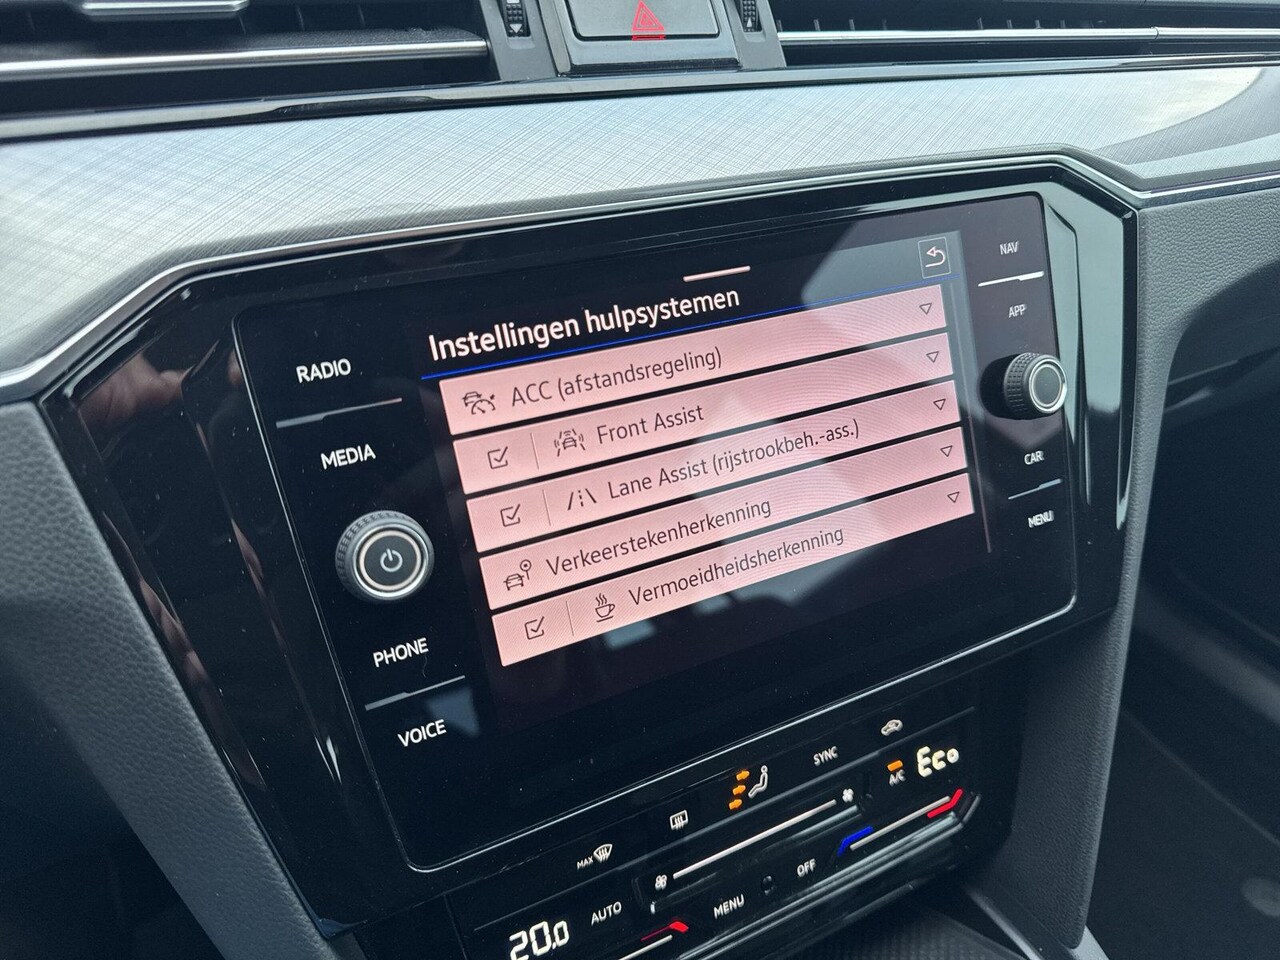 Instellingen hulpsystemen
ACC (afstandsregeling)
Front Assist
Lane Assist (rijstrookbeh.-ass.)
Verkeerstekenherkenning
Vermoeidheidsherkenning
RADIO
MEDIA
PHONE
VOICE
NAV
APP
CAR
MENU
SYNC
A/C
Eco
MAX
OFF
MENU
AUTO
20.0